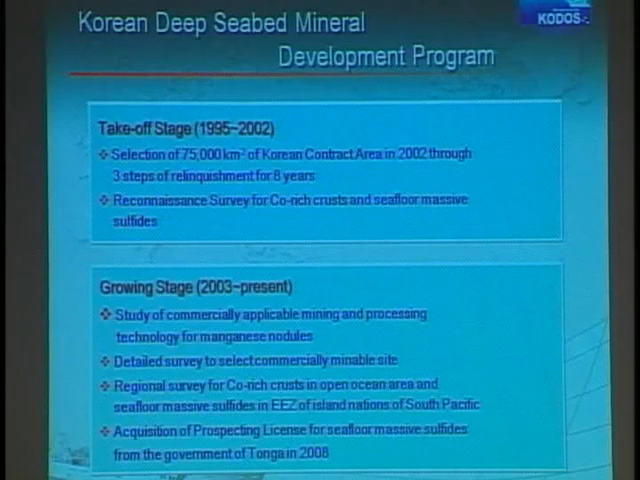 Korean Deep Seabed Mineral
Development Program
KODOS
Take-off Stage (1995~2002)
❖ Selection of 75,000 km² of Korean Contract Area in 2002 through
3 steps of relinquishment for 8 years
❖ Reconnaissance Survey for Co-rich crusts and seafloor massive
sulfides
Growing Stage (2003~present)
❖ Study of commercially applicable mining and processing
technology for manganese nodules
❖ Detailed survey to select commercially minable site
❖ Regional survey for Co-rich crusts in open ocean area and
seafloor massive sulfides in EEZ of island nations of South Pacific
❖ Acquisition of Prospecting License for seafloor massive sulfides
from the government of Tonga in 2008